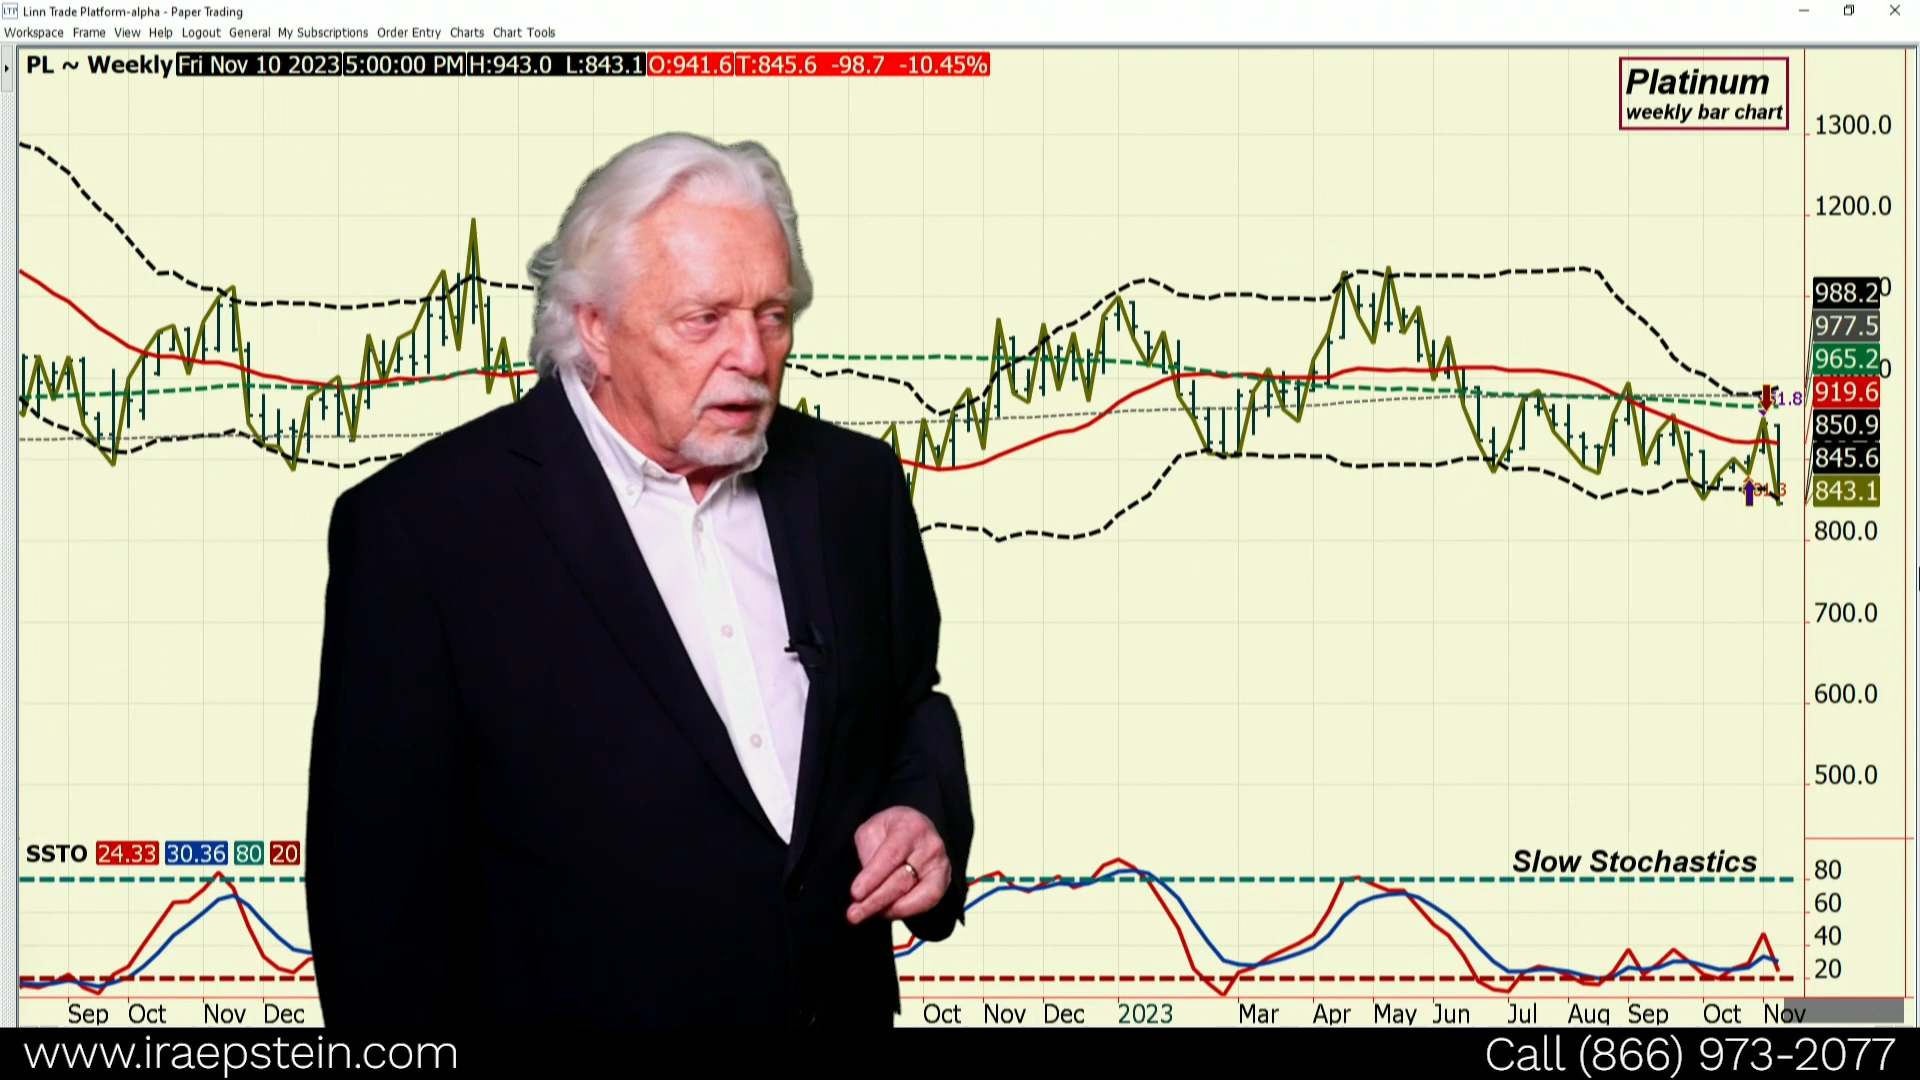 LTP Linn Trade Platform-alpha - Paper Trading
Workspace Frame View Help Logout General My Subscriptions Order Entry Charts Chart Tools
PL ~ Weekly Fri Nov 10 2023 5:00:00 PM H:943.0 L:843.1 O:941.6 T:845.6 -98.7 -10.45%
Platinum
weekly bar chart
1300.0
1200.0
988.2
977.5
965.2
919.6
850.9
845.6
843.1
800.0
700.0
600.0
500.0
SSTO 24.33 30.36 80 20
Slow Stochastics
80
60
40
20
Sep Oct Nov Dec Oct Nov Dec 2023 Mar Apr May Jun Jul Aug Sep Oct Nov
www.iraepstein.com
Call (866) 973-2077